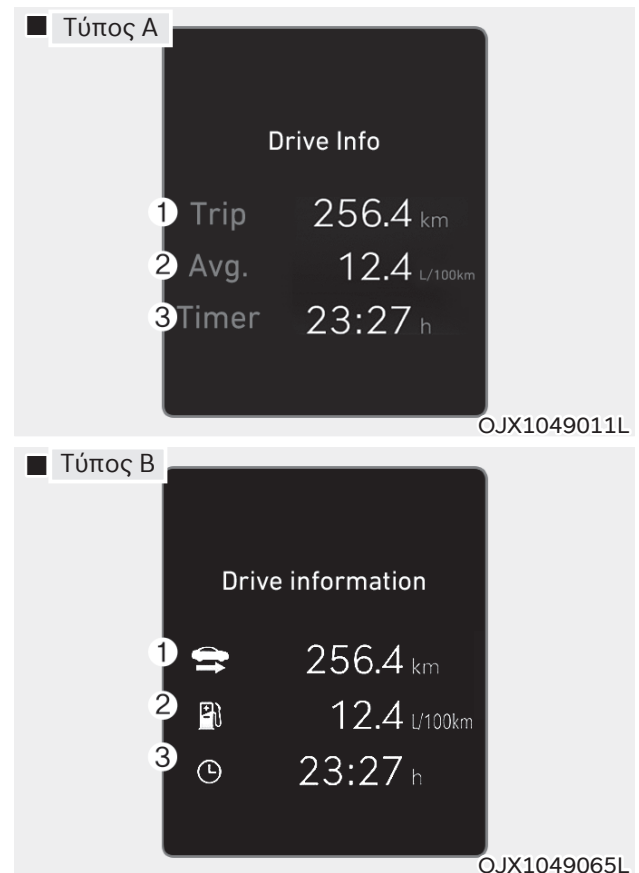 ■ Τύπος A
Drive Info
① Trip 256.4 km
② Avg. 12.4 L/100km
③ Timer 23:27 h
OJX1049011L
■ Τύπος B
Drive information
① 256.4 km
② 12.4 L/100km
③ 23:27 h
OJX1049065L